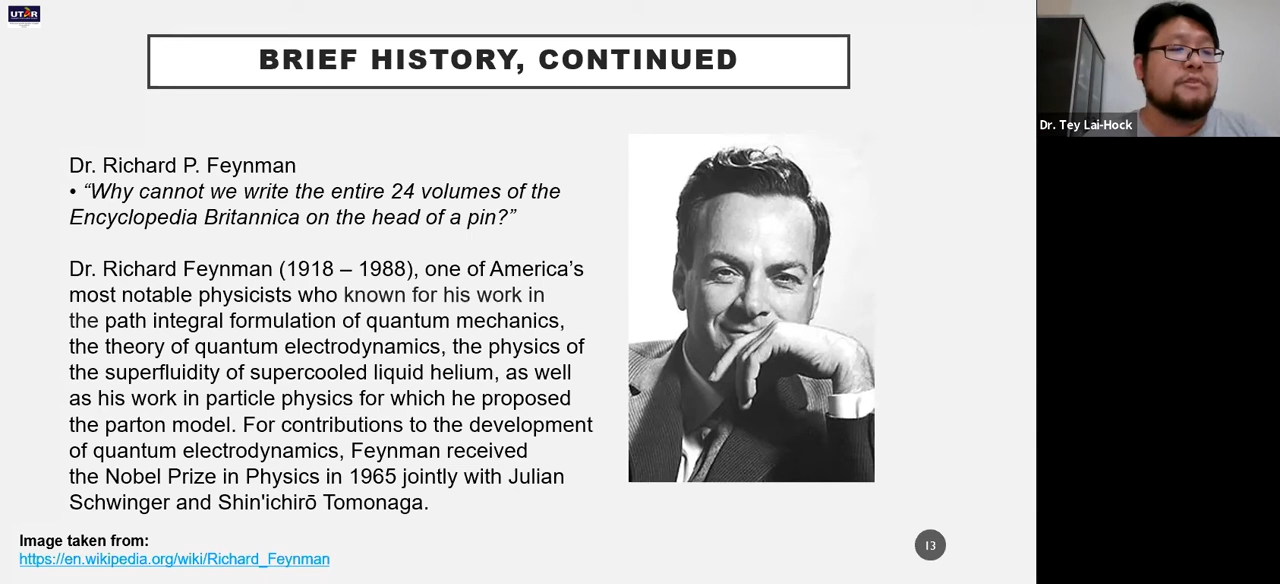 UTAR
BRIEF HISTORY, CONTINUED
Dr. Richard P. Feynman
• “Why cannot we write the entire 24 volumes of the
Encyclopedia Britannica on the head of a pin?”
Dr. Richard Feynman (1918 – 1988), one of America’s
most notable physicists who known for his work in
the path integral formulation of quantum mechanics,
the theory of quantum electrodynamics, the physics of
the superfluidity of supercooled liquid helium, as well
as his work in particle physics for which he proposed
the parton model. For contributions to the development
of quantum electrodynamics, Feynman received
the Nobel Prize in Physics in 1965 jointly with Julian
Schwinger and Shin'ichirō Tomonaga.
Image taken from:
https://en.wikipedia.org/wiki/Richard_Feynman
13
Dr. Tey Lai-Hock